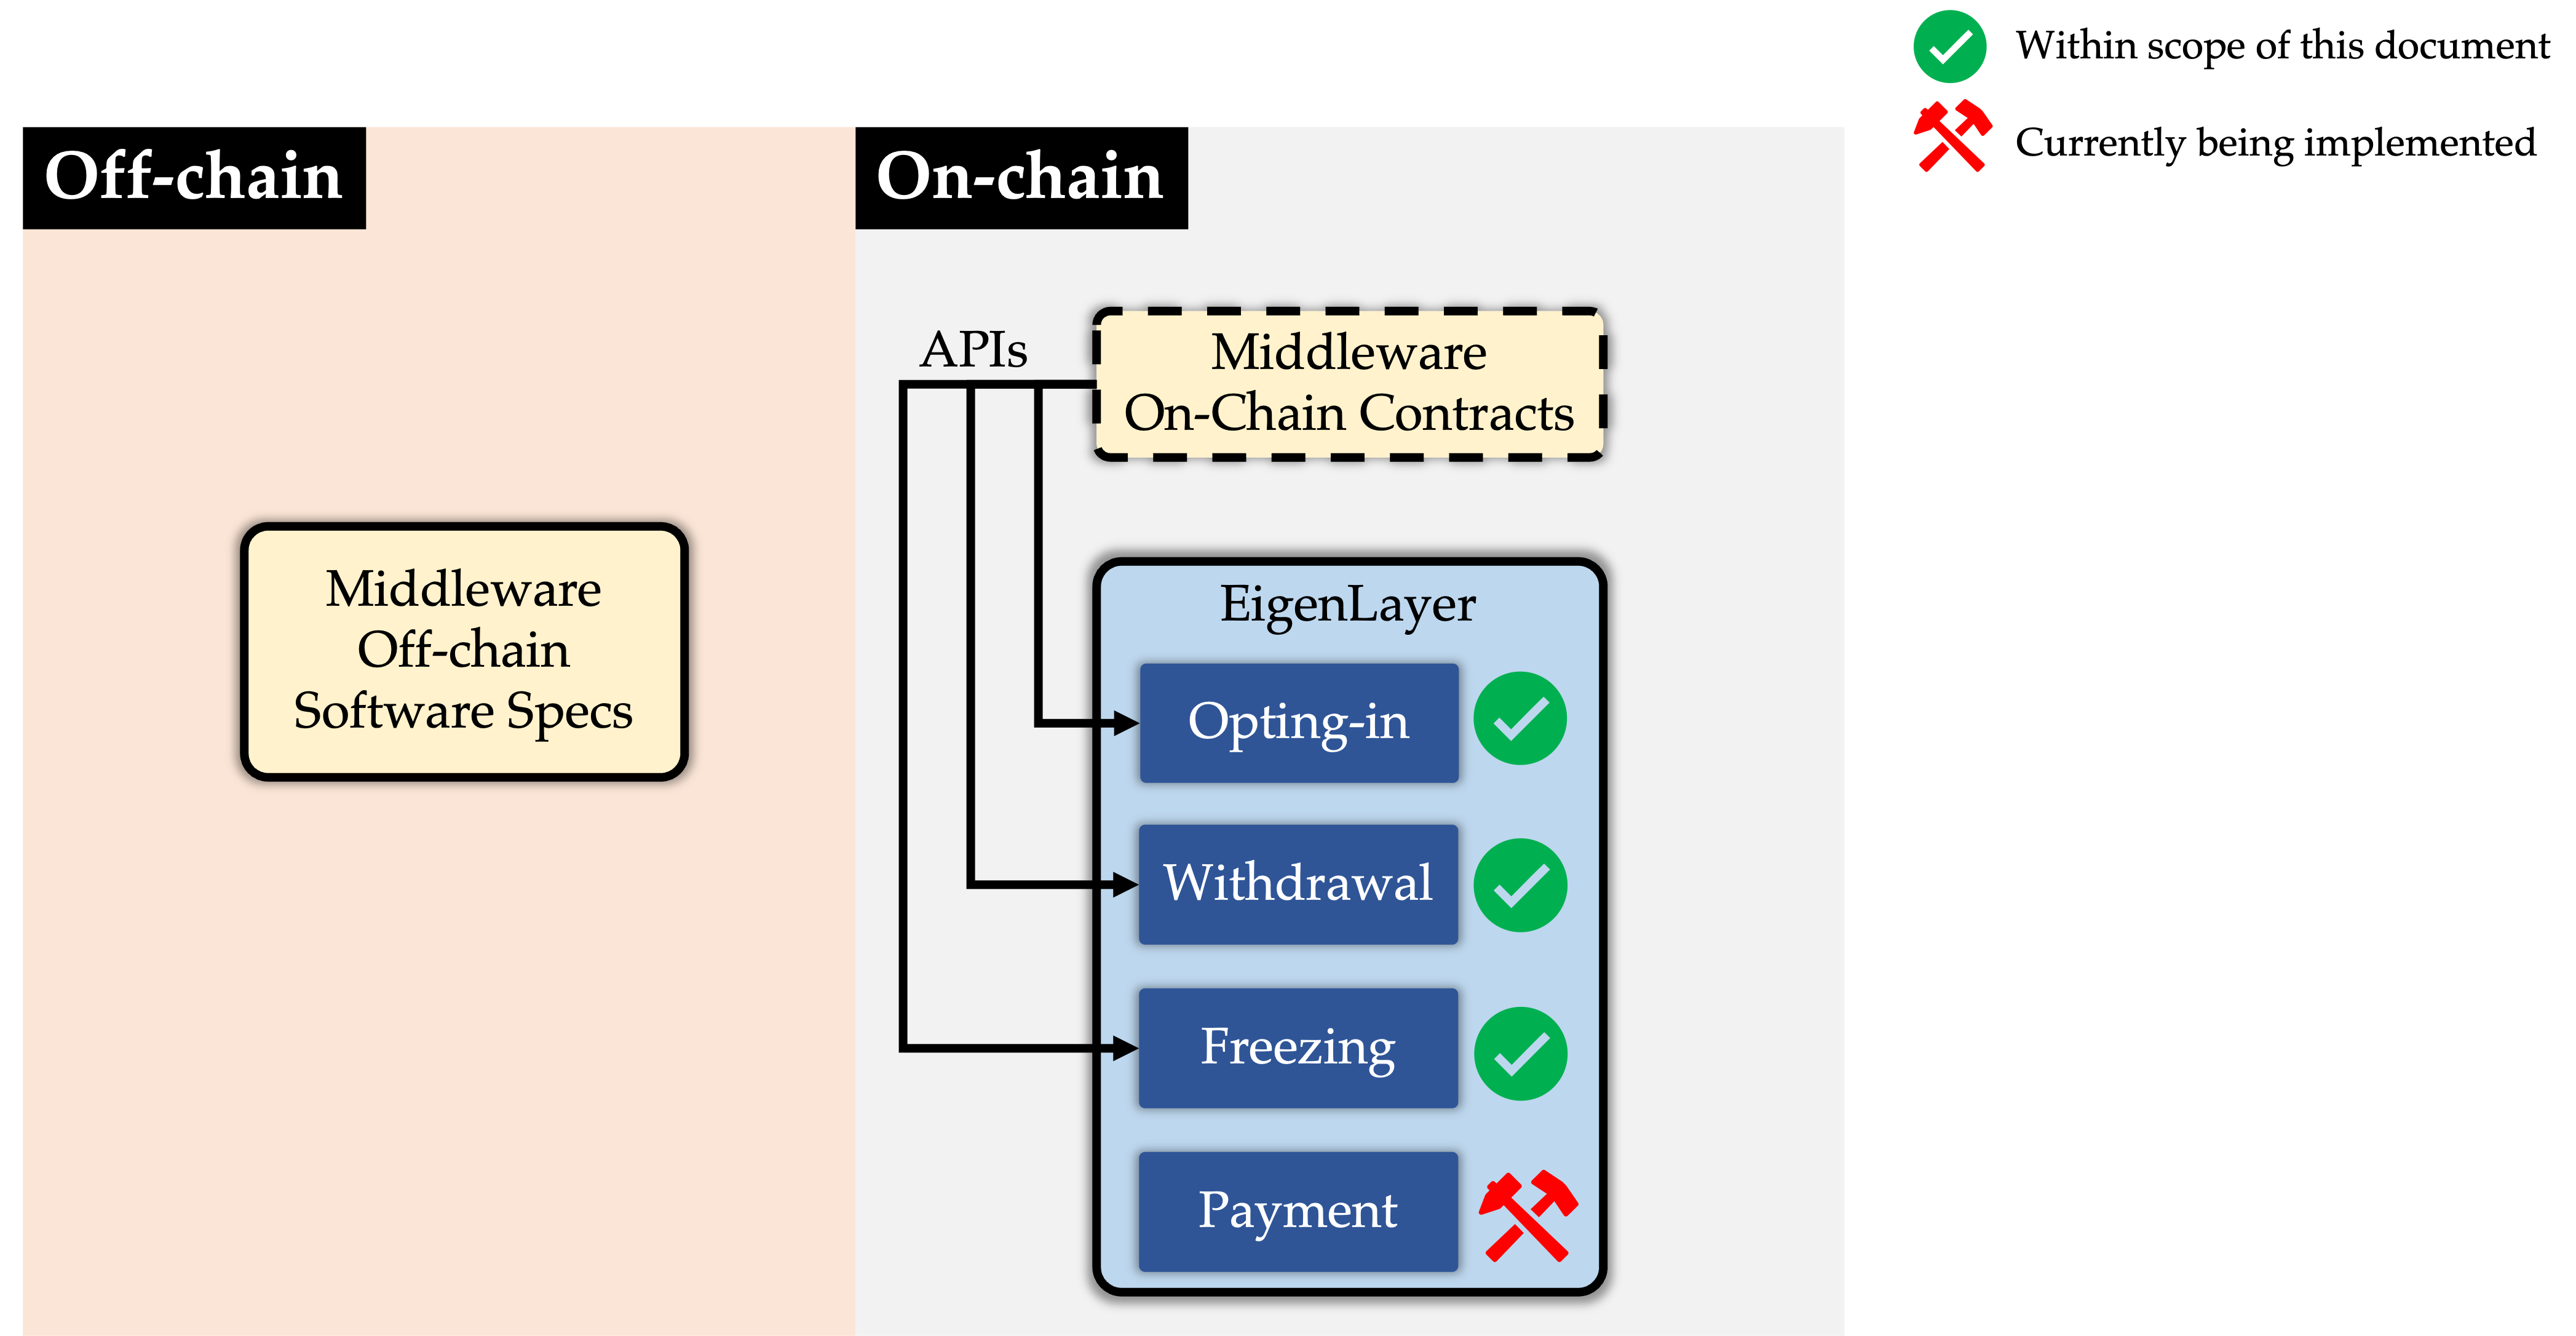 Within scope of this document
Currently being implemented
Off-chain
On-chain
Middleware
Off-chain
Software Specs
APIs
Middleware
On-Chain Contracts
EigenLayer
Opting-in
Withdrawal
Freezing
Payment